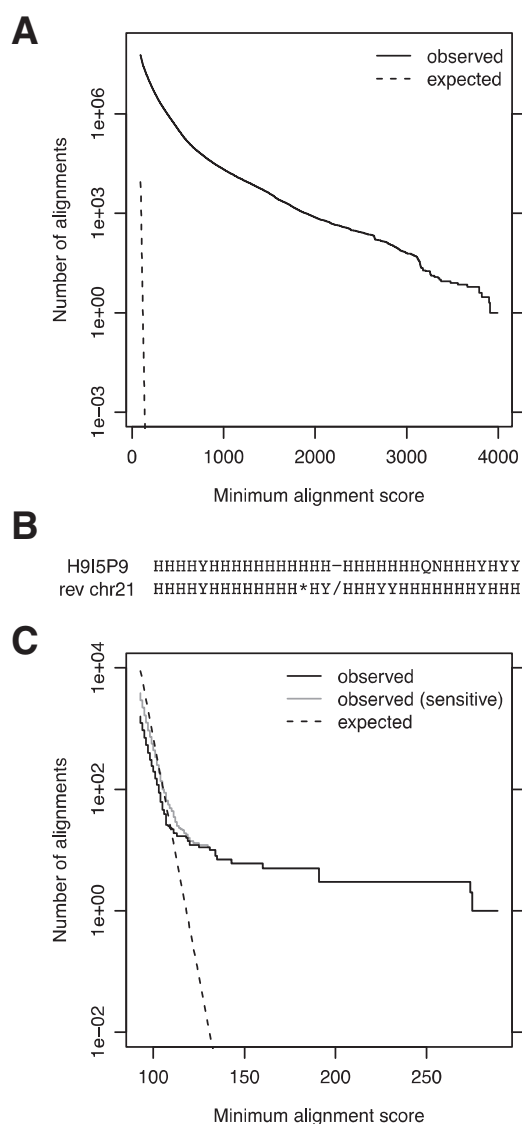 A
observed
expected
Number of alignments
1e+06
1e+03
1e+00
1e−03
0
1000
2000
3000
4000
Minimum alignment score
B
H9I5P9 HHHHYHHHHHHHHHHH−HHHHHHHQNHHHYHYY
rev chr21 HHHHYHHHHHHHH*HY/HHHYYHHHHHHHYHHH
C
observed
observed (sensitive)
expected
Number of alignments
1e+04
1e+02
1e+00
1e−02
100
150
200
250
Minimum alignment score